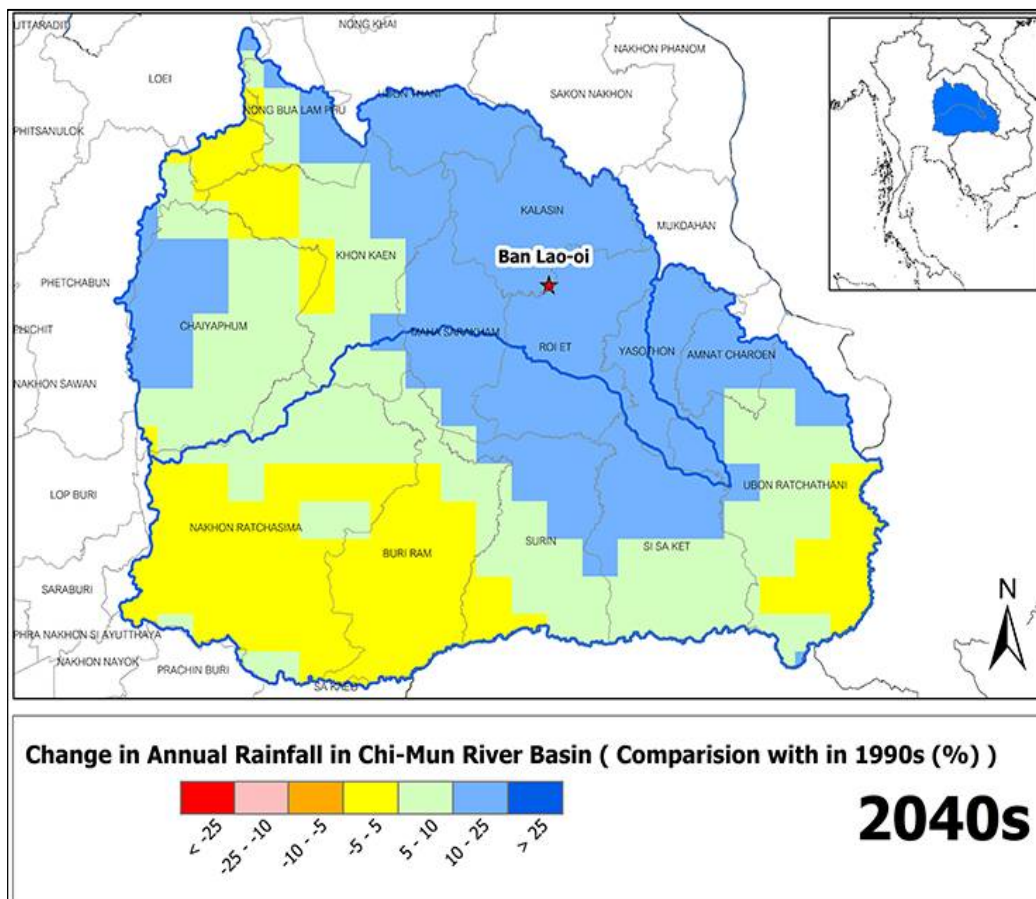 UTTARADIT
NONG KHAI
NAKHON PHANOM
LOEI
SAKON NAKHON
UDON THANI
NONG BUA LAM PHU
PHITSANULOK
KALASIN
MUKDAHAN
KHON KAEN
Ban Lao-oi
PHETCHABUN
CHAIYAPHUM
PHICHIT
MAHA SARAKHAM
ROI ET
YASOTHON
AMNAT CHAROEN
NAKHON SAWAN
LOP BURI
UBON RATCHATHANI
NAKHON RATCHASIMA
BURI RAM
SURIN
SI SA KET
SARABURI
N
PHRA NAKHON SI AYUTTHAYA
NAKHON NAYOK
PRACHIN BURI
SA KAEO
Change in Annual Rainfall in Chi-Mun River Basin ( Comparision with in 1990s (%) )
2040s
< -25
-25 - -10
-10 - -5
-5 - 5
5 - 10
10 - 25
> 25